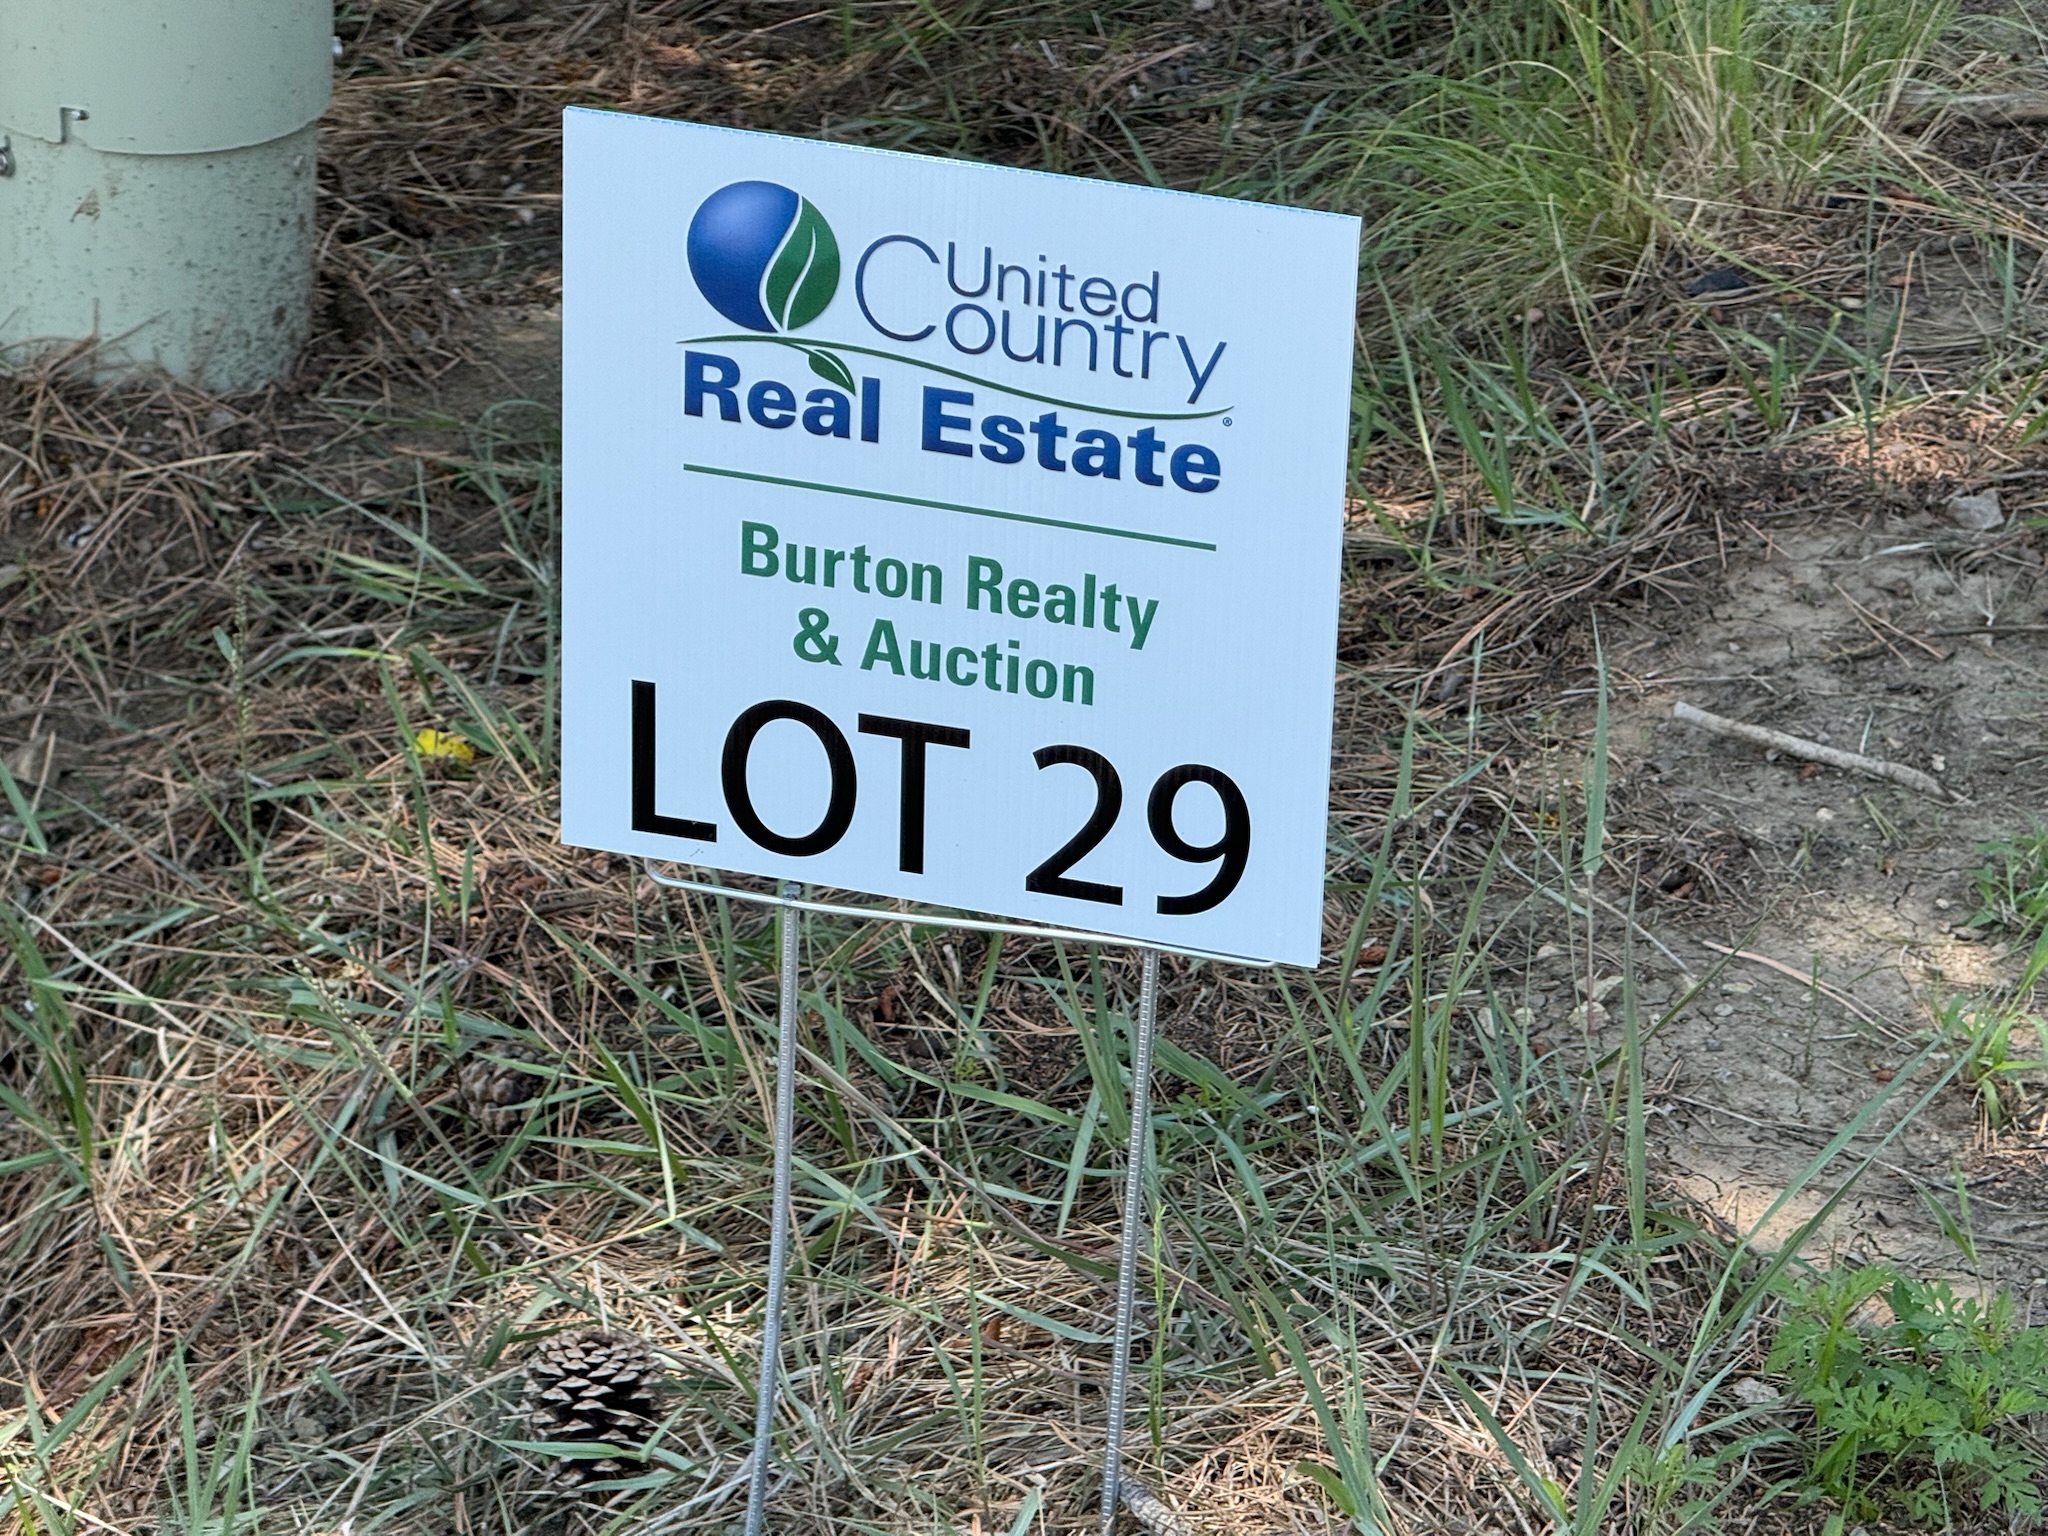 United
Country
Real Estate®
Burton Realty
& Auction
LOT 29